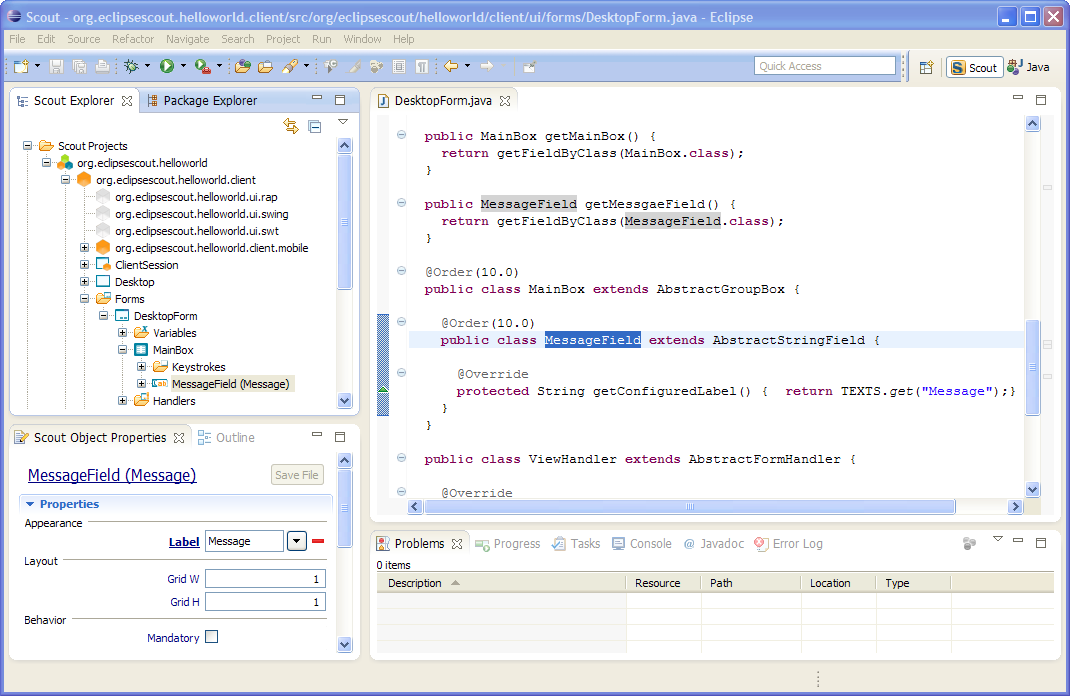 Scout - org.eclipsescout.helloworld.client/src/org/eclipsescout/helloworld/client/ui/forms/DesktopForm.java - Eclipse
File Edit Source Refactor Navigate Search Project Run Window Help
Quick Access
Scout
Java
Scout Explorer
Package Explorer
Scout Projects
org.eclipsescout.helloworld
org.eclipsescout.helloworld.client
org.eclipsescout.helloworld.ui.rap
org.eclipsescout.helloworld.ui.swing
org.eclipsescout.helloworld.ui.swt
org.eclipsescout.helloworld.client.mobile
ClientSession
Desktop
Forms
DesktopForm
Variables
MainBox
Keystrokes
MessageField (Message)
Handlers
Scout Object Properties
Outline
MessageField (Message)
Save File
Properties
Appearance
Label Message
Layout
Grid W 1
Grid H 1
Behavior
Mandatory
DesktopForm.java
public MainBox getMainBox() {
return getFieldByClass(MainBox.class);
}
public MessageField getMessgaeField() {
return getFieldByClass(MessageField.class);
}
@Order(10.0)
public class MainBox extends AbstractGroupBox {
@Order(10.0)
public class MessageField extends AbstractStringField {
@Override
protected String getConfiguredLabel() { return TEXTS.get("Message");}
}
}
public class ViewHandler extends AbstractFormHandler {
@Override
Problems
Progress
Tasks
Console
Javadoc
Error Log
0 items
Description Resource Path Location Type